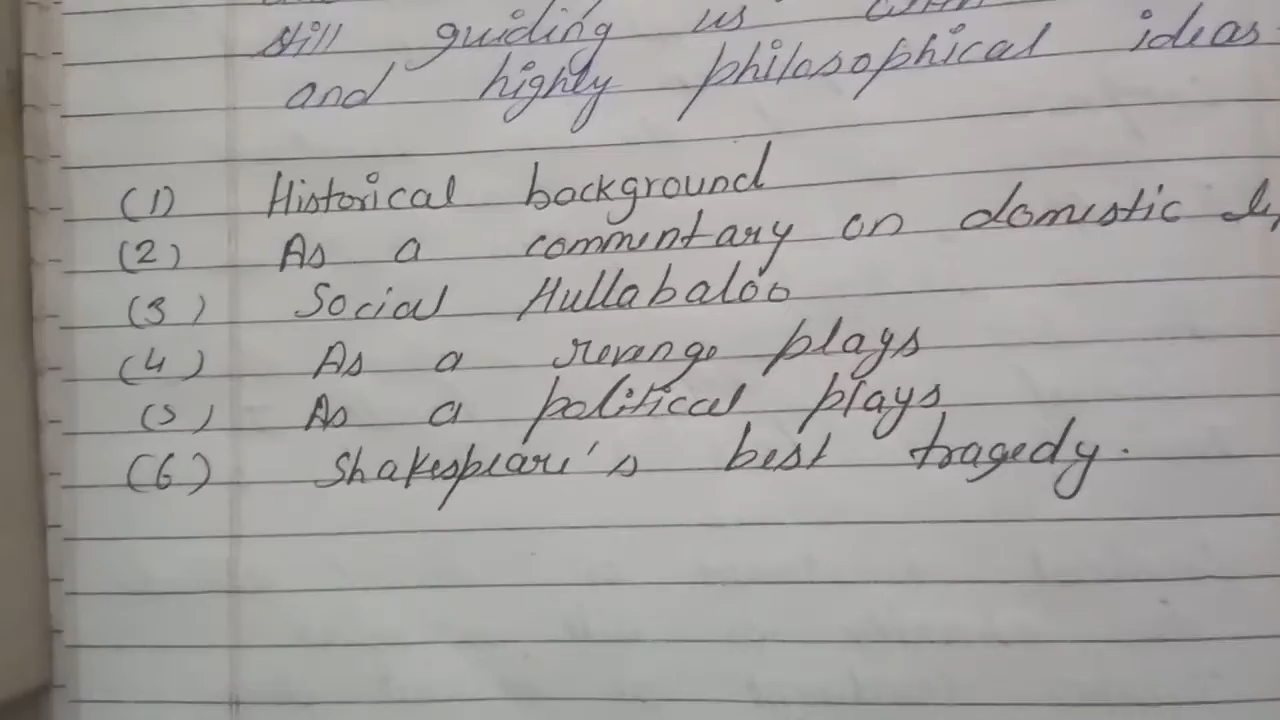 still guiding us
and highly philosophical ideas
(1) Historical background
(2) As a commentary on domestic
(3) Social Hullabaloo
(4) As a revenge plays
(5) As a political plays
(6) Shakespeare's best tragedy.